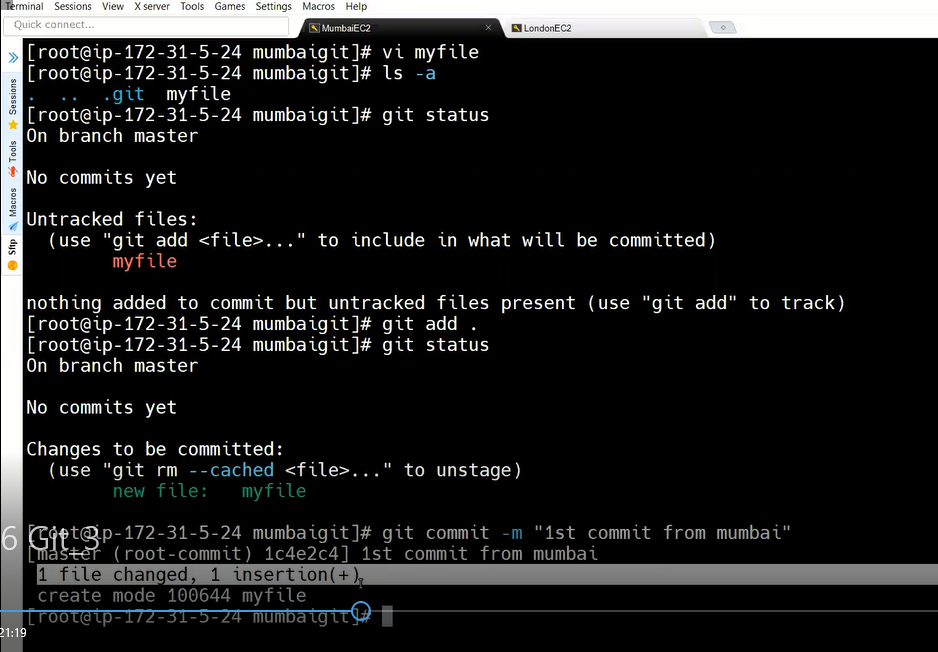 Terminal Sessions View X server Tools Games Settings Macros Help
Quick connect...
MumbaiEC2
LondonEC2
Sessions
Tools
Macros
Sftp
[root@ip-172-31-5-24 mumbaigit]# vi myfile
[root@ip-172-31-5-24 mumbaigit]# ls -a
. .. .git myfile
[root@ip-172-31-5-24 mumbaigit]# git status
On branch master
No commits yet
Untracked files:
(use "git add <file>..." to include in what will be committed)
myfile
nothing added to commit but untracked files present (use "git add" to track)
[root@ip-172-31-5-24 mumbaigit]# git add .
[root@ip-172-31-5-24 mumbaigit]# git status
On branch master
No commits yet
Changes to be committed:
(use "git rm --cached <file>..." to unstage)
new file: myfile
[root@ip-172-31-5-24 mumbaigit]# git commit -m "1st commit from mumbai"
6 Git_3
[master (root-commit) 1c4e2c4] 1st commit from mumbai
1 file changed, 1 insertion(+)
create mode 100644 myfile
[root@ip-172-31-5-24 mumbaigit]#
21:19